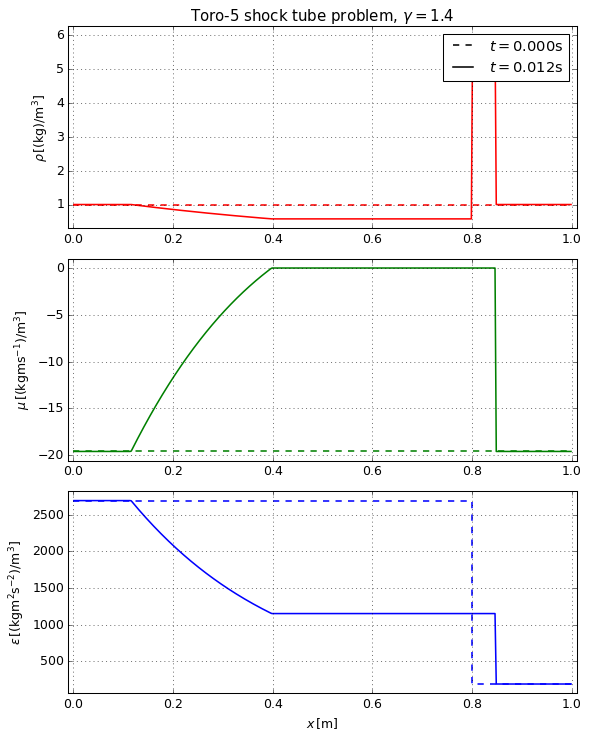 Toro-5 shock tube problem, γ = 1.4
t = 0.000s
t = 0.012s
ρ [(kg)/m³]
6
5
4
3
2
1
0.0 0.2 0.4 0.6 0.8 1.0
μ [(kgms⁻¹)/m³]
0
−5
−10
−15
−20
0.0 0.2 0.4 0.6 0.8 1.0
ε [(kgm²s⁻²)/m³]
2500
2000
1500
1000
500
0.0 0.2 0.4 0.6 0.8 1.0
x [m]